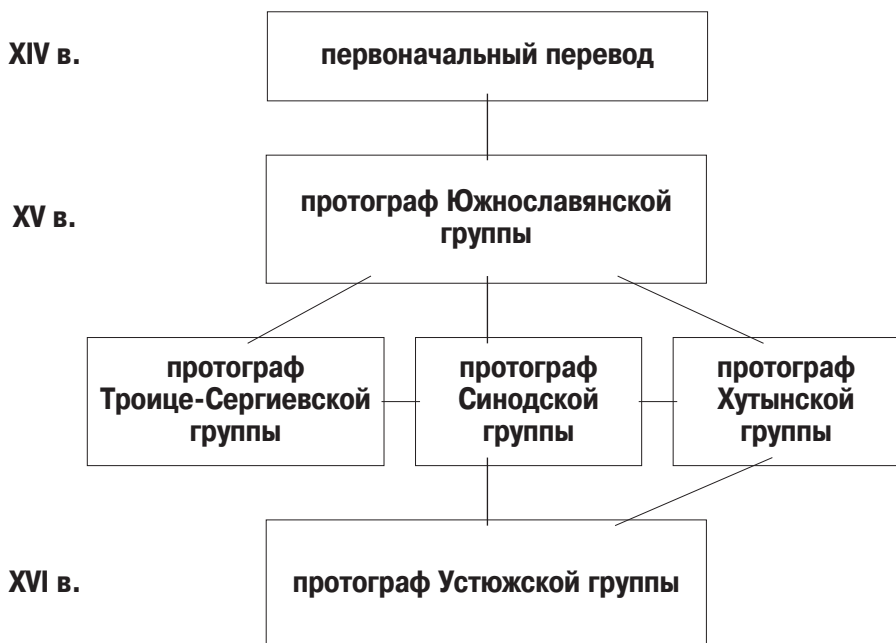 XIV в.
первоначальный перевод
XV в.
протограф Южнославянской
группы
протограф
Троице-Сергиевской
группы
протограф
Синодской
группы
протограф
Хутынской
группы
XVI в.
протограф Устюжской группы